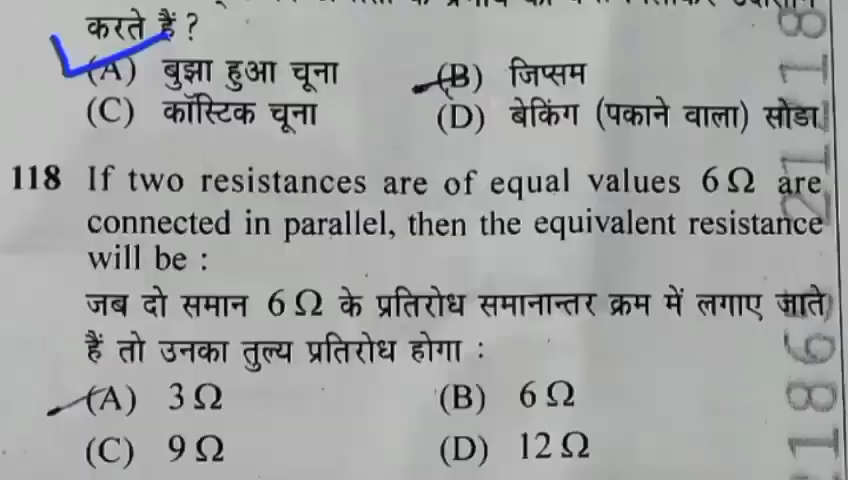 करते हैं ?
(A) बुझा हुआ चूना (B) जिप्सम
(C) कॉस्टिक चूना (D) बेकिंग (पकाने वाला) सोडा
118 If two resistances are of equal values 6 Ω are
connected in parallel, then the equivalent resistance
will be :
जब दो समान 6 Ω के प्रतिरोध समानान्तर क्रम में लगाए जाते
हैं तो उनका तुल्य प्रतिरोध होगा :
(A) 3 Ω (B) 6 Ω
(C) 9 Ω (D) 12 Ω